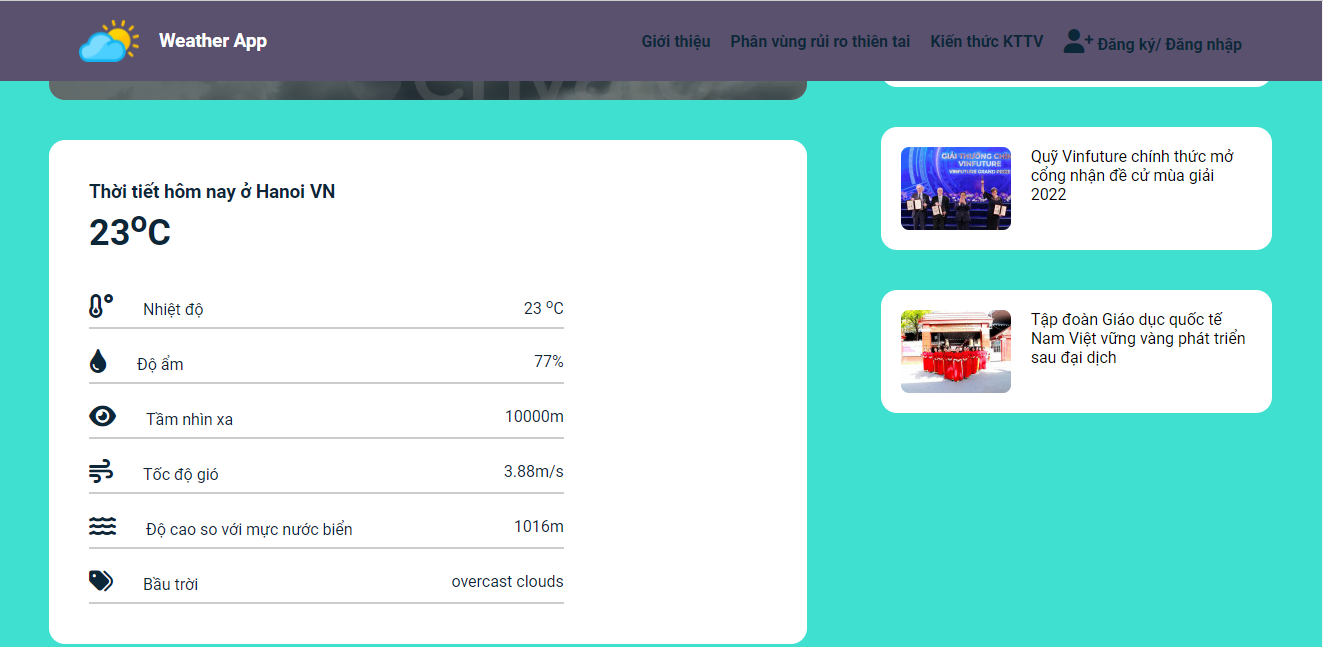 Weather App
Giới thiệu
Phân vùng rủi ro thiên tai
Kiến thức KTTV
Đăng ký/ Đăng nhập
Thời tiết hôm nay ở Hanoi VN
23⁰C
Nhiệt độ
23 ⁰C
Độ ẩm
77%
Tầm nhìn xa
10000m
Tốc độ gió
3.88m/s
Độ cao so với mực nước biển
1016m
Bầu trời
overcast clouds
GIẢI THƯỞNG CHÍN
VINFUTURE
VINFUTURE GRAND PRIZE
Quỹ Vinfuture chính thức mở
cổng nhận đề cử mùa giải
2022
Tập đoàn Giáo dục quốc tế
Nam Việt vững vàng phát triển
sau đại dịch